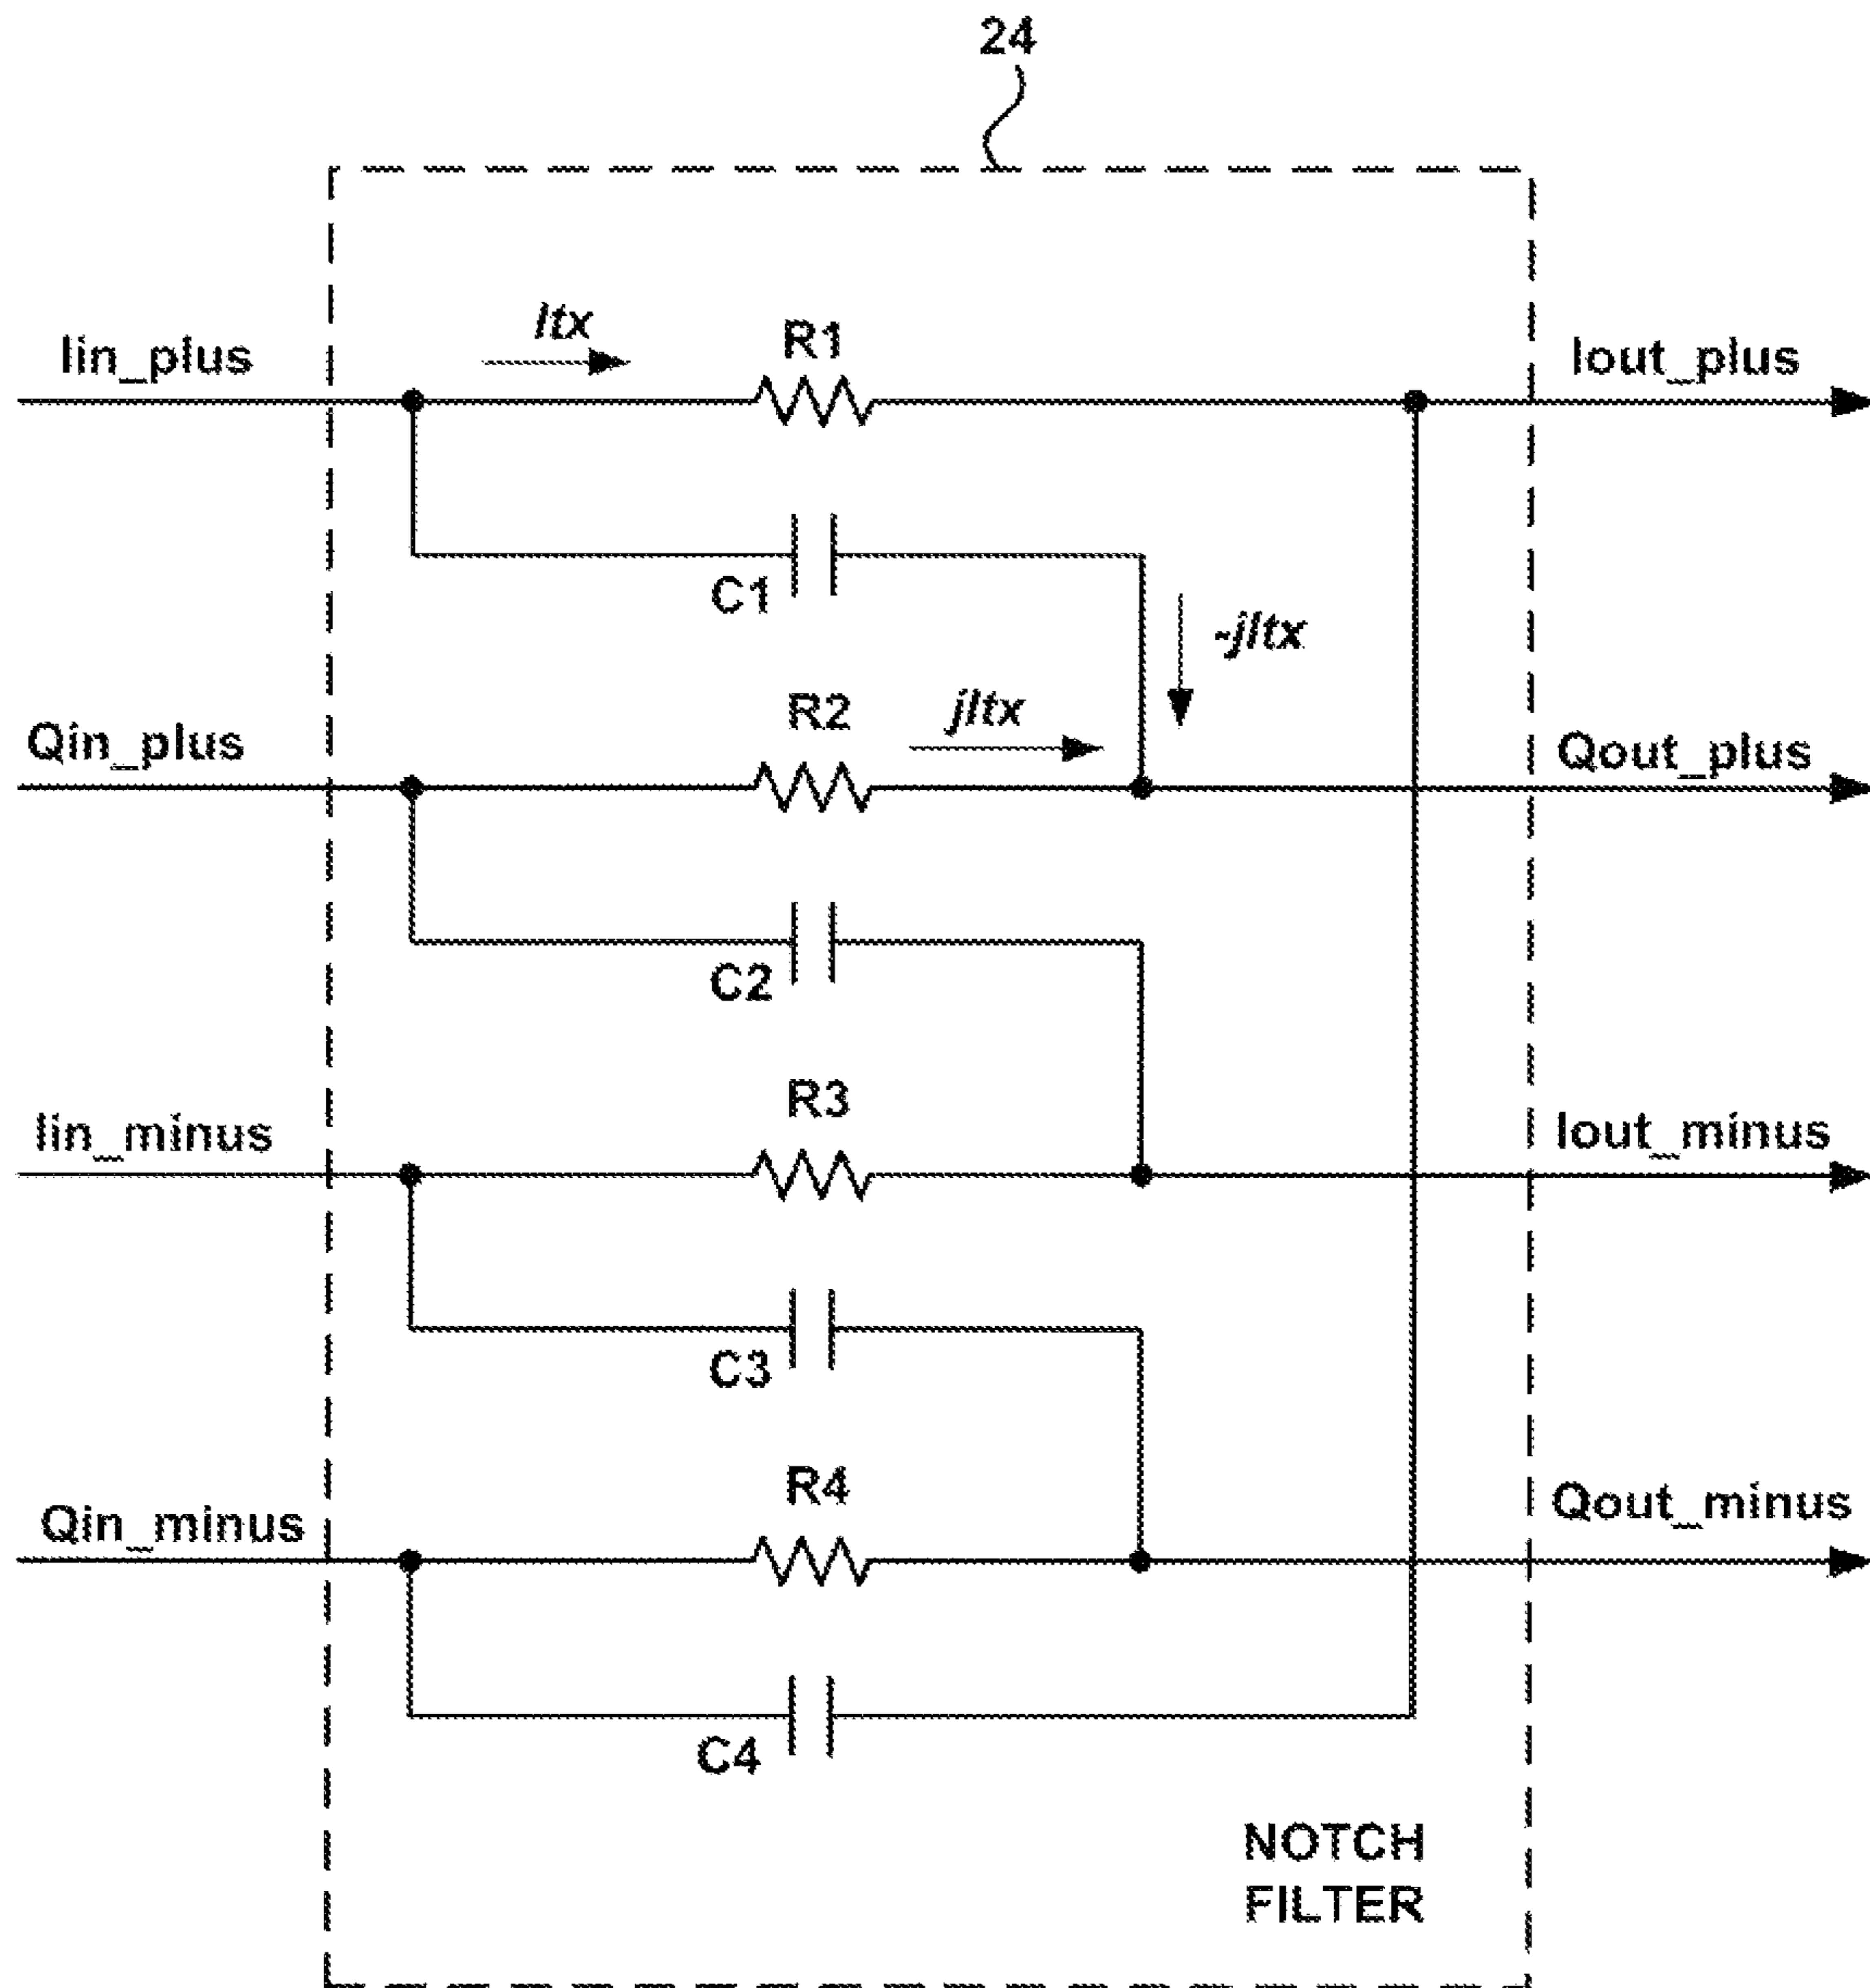 24
Itx
R1
Iin_plus
Iout_plus
C1
-jItx
R2
jItx
Qin_plus
Qout_plus
C2
R3
Iin_minus
Iout_minus
C3
R4
Qin_minus
Qout_minus
C4
NOTCH
FILTER